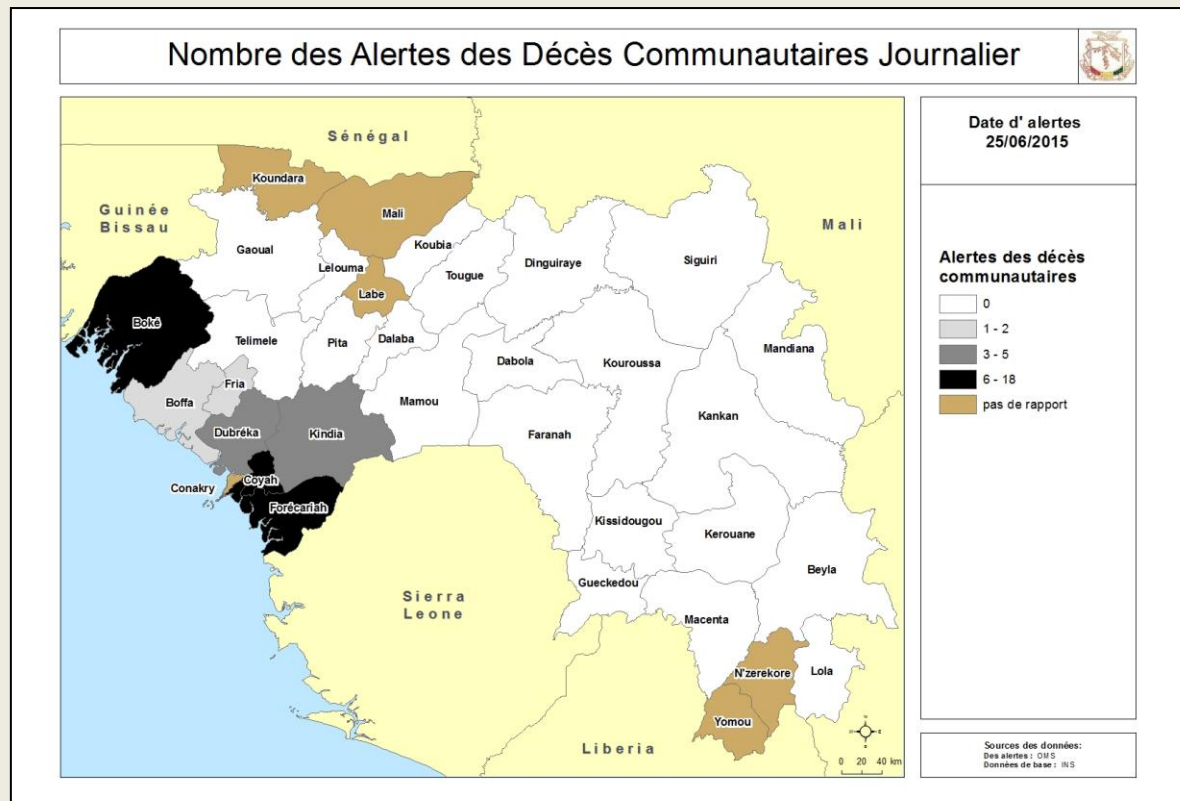 Nombre des Alertes des Décès Communautaires Journalier
Sénégal
Koundara
Mali
Guinée
Bissau
Mali
Gaoual
Koubia
Lelouma
Tougue
Dinguiraye
Siguiri
Labe
Boké
Telimele
Pita
Dalaba
Dabola
Kouroussa
Mandiana
Fria
Boffa
Mamou
Kankan
Dubréka
Kindia
Faranah
Conakry
Coyah
Forécariah
Kissidougou
Kerouane
Beyla
Gueckedou
Sierra
Leone
Macenta
N'zerekore
Lola
Yomou
Liberia
0 20 40 km
Date d' alertes
25/06/2015
Alertes des décès
communautaires
0
1 - 2
3 - 5
6 - 18
pas de rapport
Sources des données:
Des alertes : OMS
Données de base : INS